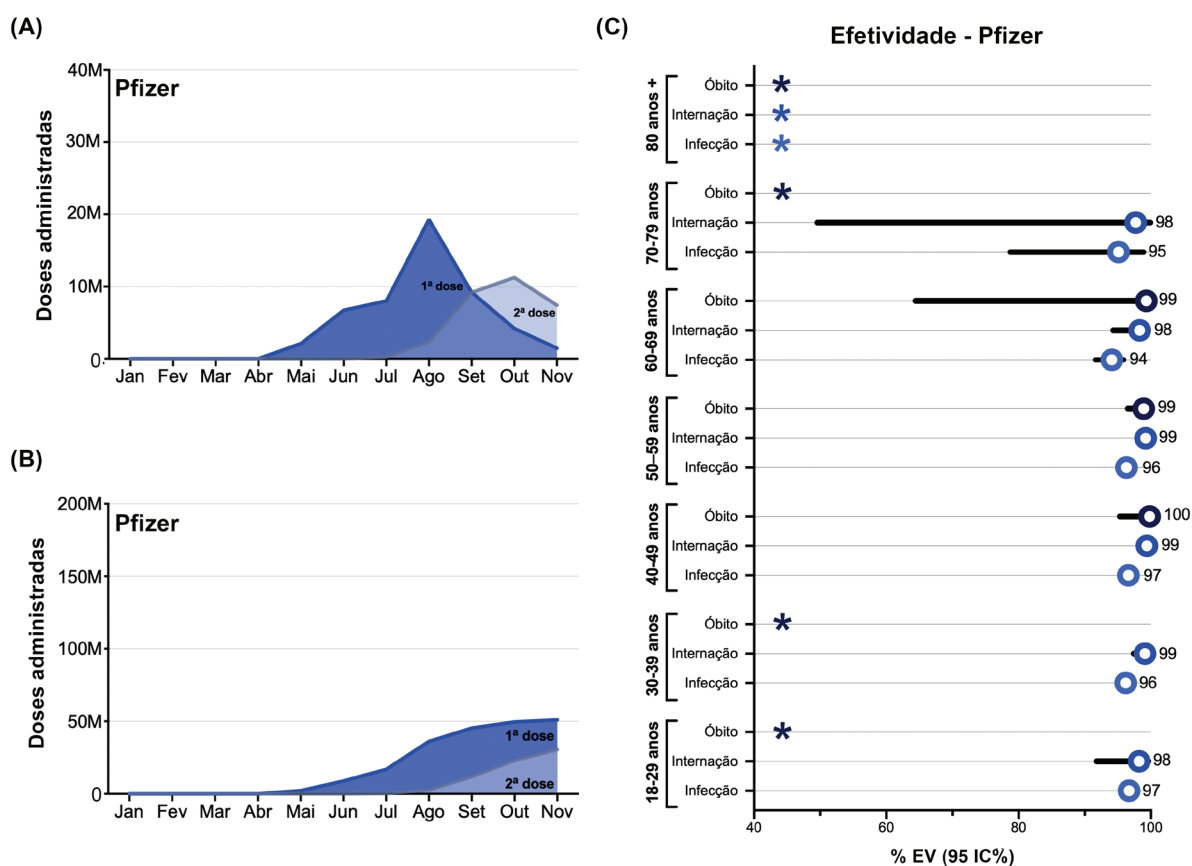 (A)
Pfizer
Doses administradas
40M
30M
20M
10M
0
1ª dose
2ª dose
Jan Fev Mar Abr Mai Jun Jul Ago Set Out Nov
(B)
Pfizer
Doses administradas
200M
150M
100M
50M
0
1ª dose
2ª dose
Jan Fev Mar Abr Mai Jun Jul Ago Set Out Nov
(C)
Efetividade - Pfizer
80 anos +
Óbito *
Internação *
Infecção *
70-79 anos
Óbito *
Internação 98
Infecção 95
60-69 anos
Óbito 99
Internação 98
Infecção 94
50–59 anos
Óbito 99
Internação 99
Infecção 96
40-49 anos
Óbito 100
Internação 99
Infecção 97
30-39 anos
Óbito *
Internação 99
Infecção 96
18-29 anos
Óbito *
Internação 98
Infecção 97
40 60 80 100
% EV (95 IC%)